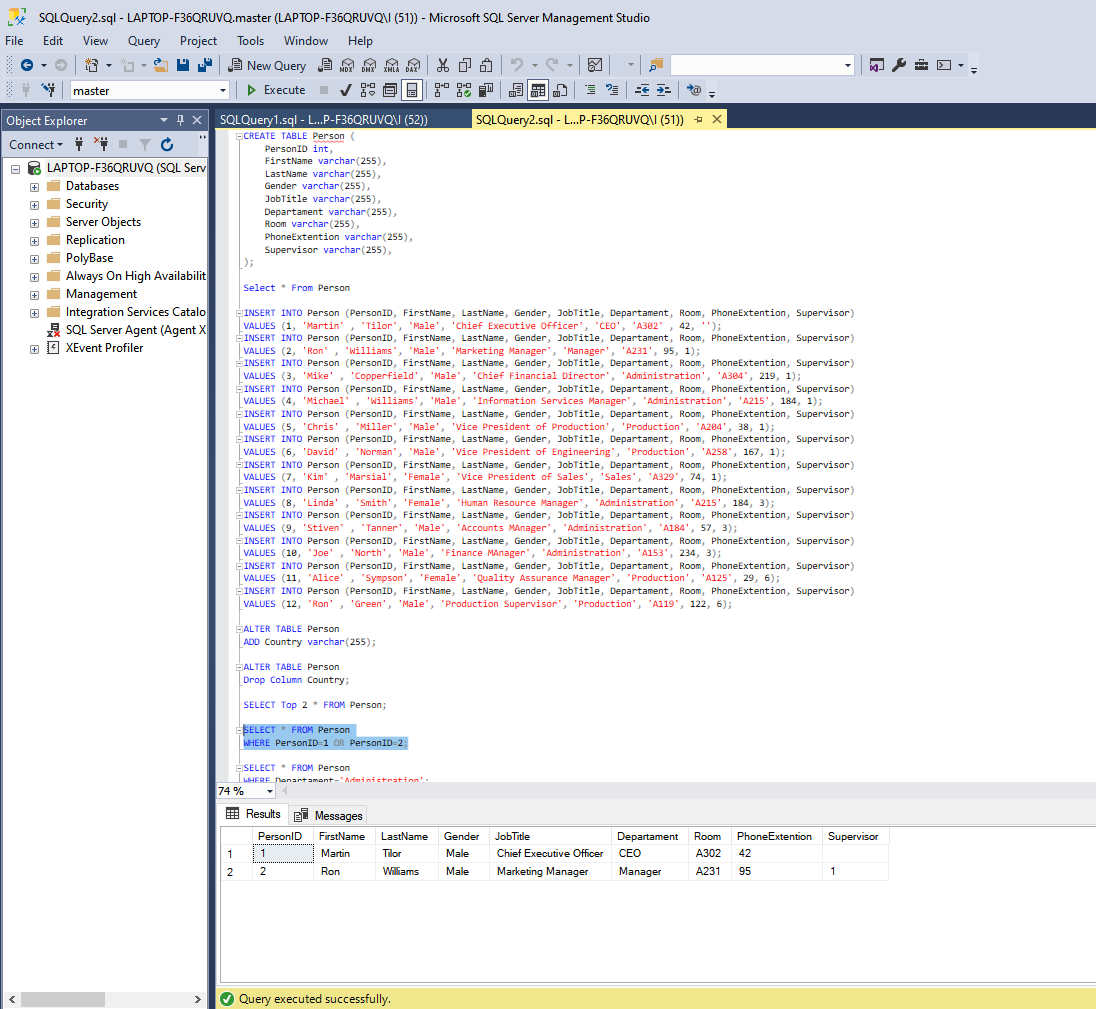 SQLQuery2.sql - LAPTOP-F36QRUVQ.master (LAPTOP-F36QRUVQ\I (51)) - Microsoft SQL Server Management Studio
File Edit View Query Project Tools Window Help
New Query MDX DMX XMLA DAX
master Execute
Object Explorer
Connect
LAPTOP-F36QRUVQ (SQL Serv
Databases
Security
Server Objects
Replication
PolyBase
Always On High Availabilit
Management
Integration Services Catalo
SQL Server Agent (Agent X
XEvent Profiler
SQLQuery1.sql - L...P-F36QRUVQ\I (52)) SQLQuery2.sql - L...P-F36QRUVQ\I (51))
CREATE TABLE Person (
PersonID int,
FirstName varchar(255),
LastName varchar(255),
Gender varchar(255),
JobTitle varchar(255),
Departament varchar(255),
Room varchar(255),
PhoneExtention varchar(255),
Supervisor varchar(255),
);
Select * From Person
INSERT INTO Person (PersonID, FirstName, LastName, Gender, JobTitle, Departament, Room, PhoneExtention, Supervisor)
VALUES (1, 'Martin' , 'Tilor', 'Male', 'Chief Executive Officer', 'CEO', 'A302' , 42, '');
INSERT INTO Person (PersonID, FirstName, LastName, Gender, JobTitle, Departament, Room, PhoneExtention, Supervisor)
VALUES (2, 'Ron' , 'Williams', 'Male', 'Marketing Manager', 'Manager', 'A231', 95, 1);
INSERT INTO Person (PersonID, FirstName, LastName, Gender, JobTitle, Departament, Room, PhoneExtention, Supervisor)
VALUES (3, 'Mike' , 'Copperfield', 'Male', 'Chief Financial Director', 'Administration', 'A304', 219, 1);
INSERT INTO Person (PersonID, FirstName, LastName, Gender, JobTitle, Departament, Room, PhoneExtention, Supervisor)
VALUES (4, 'Michael' , 'Williams', 'Male', 'Information Services Manager', 'Administration', 'A215', 184, 1);
INSERT INTO Person (PersonID, FirstName, LastName, Gender, JobTitle, Departament, Room, PhoneExtention, Supervisor)
VALUES (5, 'Chris' , 'Miller', 'Male', 'Vice President of Production', 'Production', 'A204', 38, 1);
INSERT INTO Person (PersonID, FirstName, LastName, Gender, JobTitle, Departament, Room, PhoneExtention, Supervisor)
VALUES (6, 'David' , 'Norman', 'Male', 'Vice President of Engineering', 'Production', 'A258', 167, 1);
INSERT INTO Person (PersonID, FirstName, LastName, Gender, JobTitle, Departament, Room, PhoneExtention, Supervisor)
VALUES (7, 'Kim' , 'Marsial', 'Female', 'Vice President of Sales', 'Sales', 'A329', 74, 1);
INSERT INTO Person (PersonID, FirstName, LastName, Gender, JobTitle, Departament, Room, PhoneExtention, Supervisor)
VALUES (8, 'Linda' , 'Smith', 'Female', 'Human Resource Manager', 'Administration', 'A215', 184, 3);
INSERT INTO Person (PersonID, FirstName, LastName, Gender, JobTitle, Departament, Room, PhoneExtention, Supervisor)
VALUES (9, 'Stiven' , 'Tanner', 'Male', 'Accounts MAnager', 'Administration', 'A184', 57, 3);
INSERT INTO Person (PersonID, FirstName, LastName, Gender, JobTitle, Departament, Room, PhoneExtention, Supervisor)
VALUES (10, 'Joe' , 'North', 'Male', 'Finance MAnager', 'Administration', 'A153', 234, 3);
INSERT INTO Person (PersonID, FirstName, LastName, Gender, JobTitle, Departament, Room, PhoneExtention, Supervisor)
VALUES (11, 'Alice' , 'Sympson', 'Female', 'Quality Assurance Manager', 'Production', 'A125', 29, 6);
INSERT INTO Person (PersonID, FirstName, LastName, Gender, JobTitle, Departament, Room, PhoneExtention, Supervisor)
VALUES (12, 'Ron' , 'Green', 'Male', 'Production Supervisor', 'Production', 'A119', 122, 6);
ALTER TABLE Person
ADD Country varchar(255);
ALTER TABLE Person
Drop Column Country;
SELECT Top 2 * FROM Person;
SELECT * FROM Person
WHERE PersonID=1 OR PersonID=2;
SELECT * FROM Person
WHERE Departament='Administration';
74 %
Results Messages
PersonID FirstName LastName Gender JobTitle Departament Room PhoneExtention Supervisor
1 1 Martin Tilor Male Chief Executive Officer CEO A302 42
2 2 Ron Williams Male Marketing Manager Manager A231 95 1
Query executed successfully.